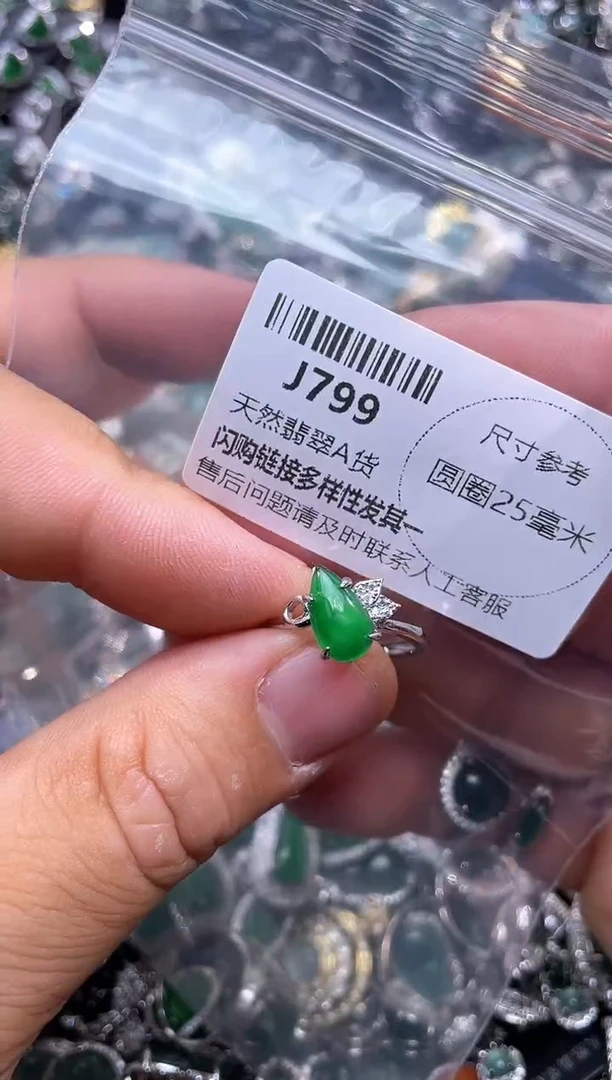 J799
天然翡翠A货
闪购链接多样性发其一
售后问题请及时联系人工客服
尺寸参考
圆圈25毫米